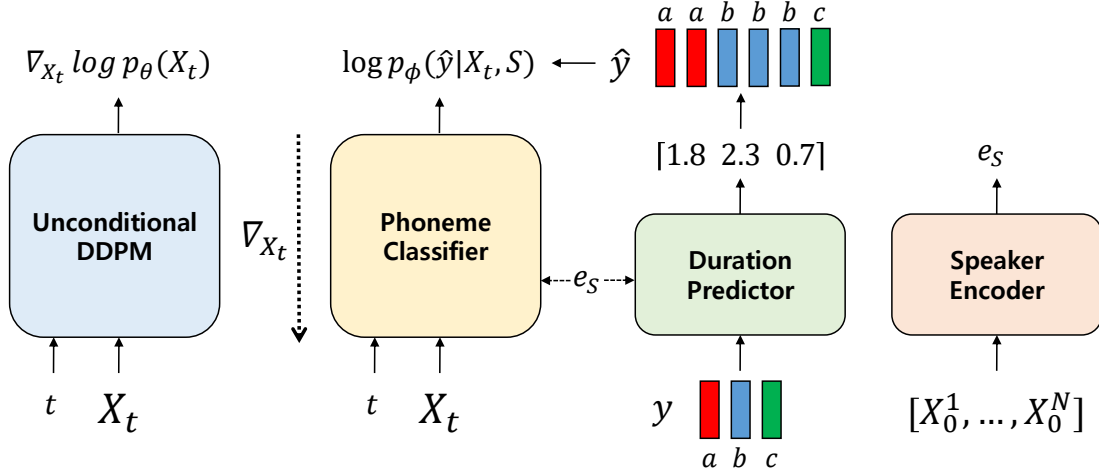 ∇_{X_t} log p_θ(X_t)
Unconditional
DDPM
t
X_t
∇_{X_t}
log p_ϕ(ŷ|X_t, S)
Phoneme
Classifier
t
X_t
e_S
ŷ
a a b b b c
⌈1.8 2.3 0.7⌉
Duration
Predictor
y
a b c
e_S
Speaker
Encoder
[X_0^1, … , X_0^N]